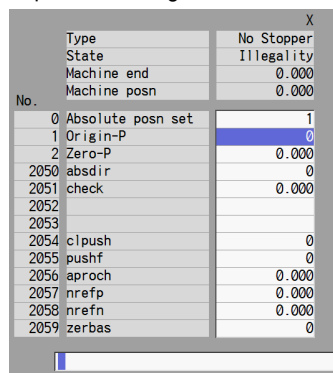 X
Type No Stopper
State Illegality
Machine end 0.000
Machine posn 0.000
No.
0 Absolute posn set 1
1 Origin-P 0
2 Zero-P 0.000
2050 absdir 0
2051 check 0.000
2052
2053
2054 clpush 0
2055 pushf 0
2056 aproch 0.000
2057 nrefp 0.000
2058 nrefn 0.000
2059 zerbas 0